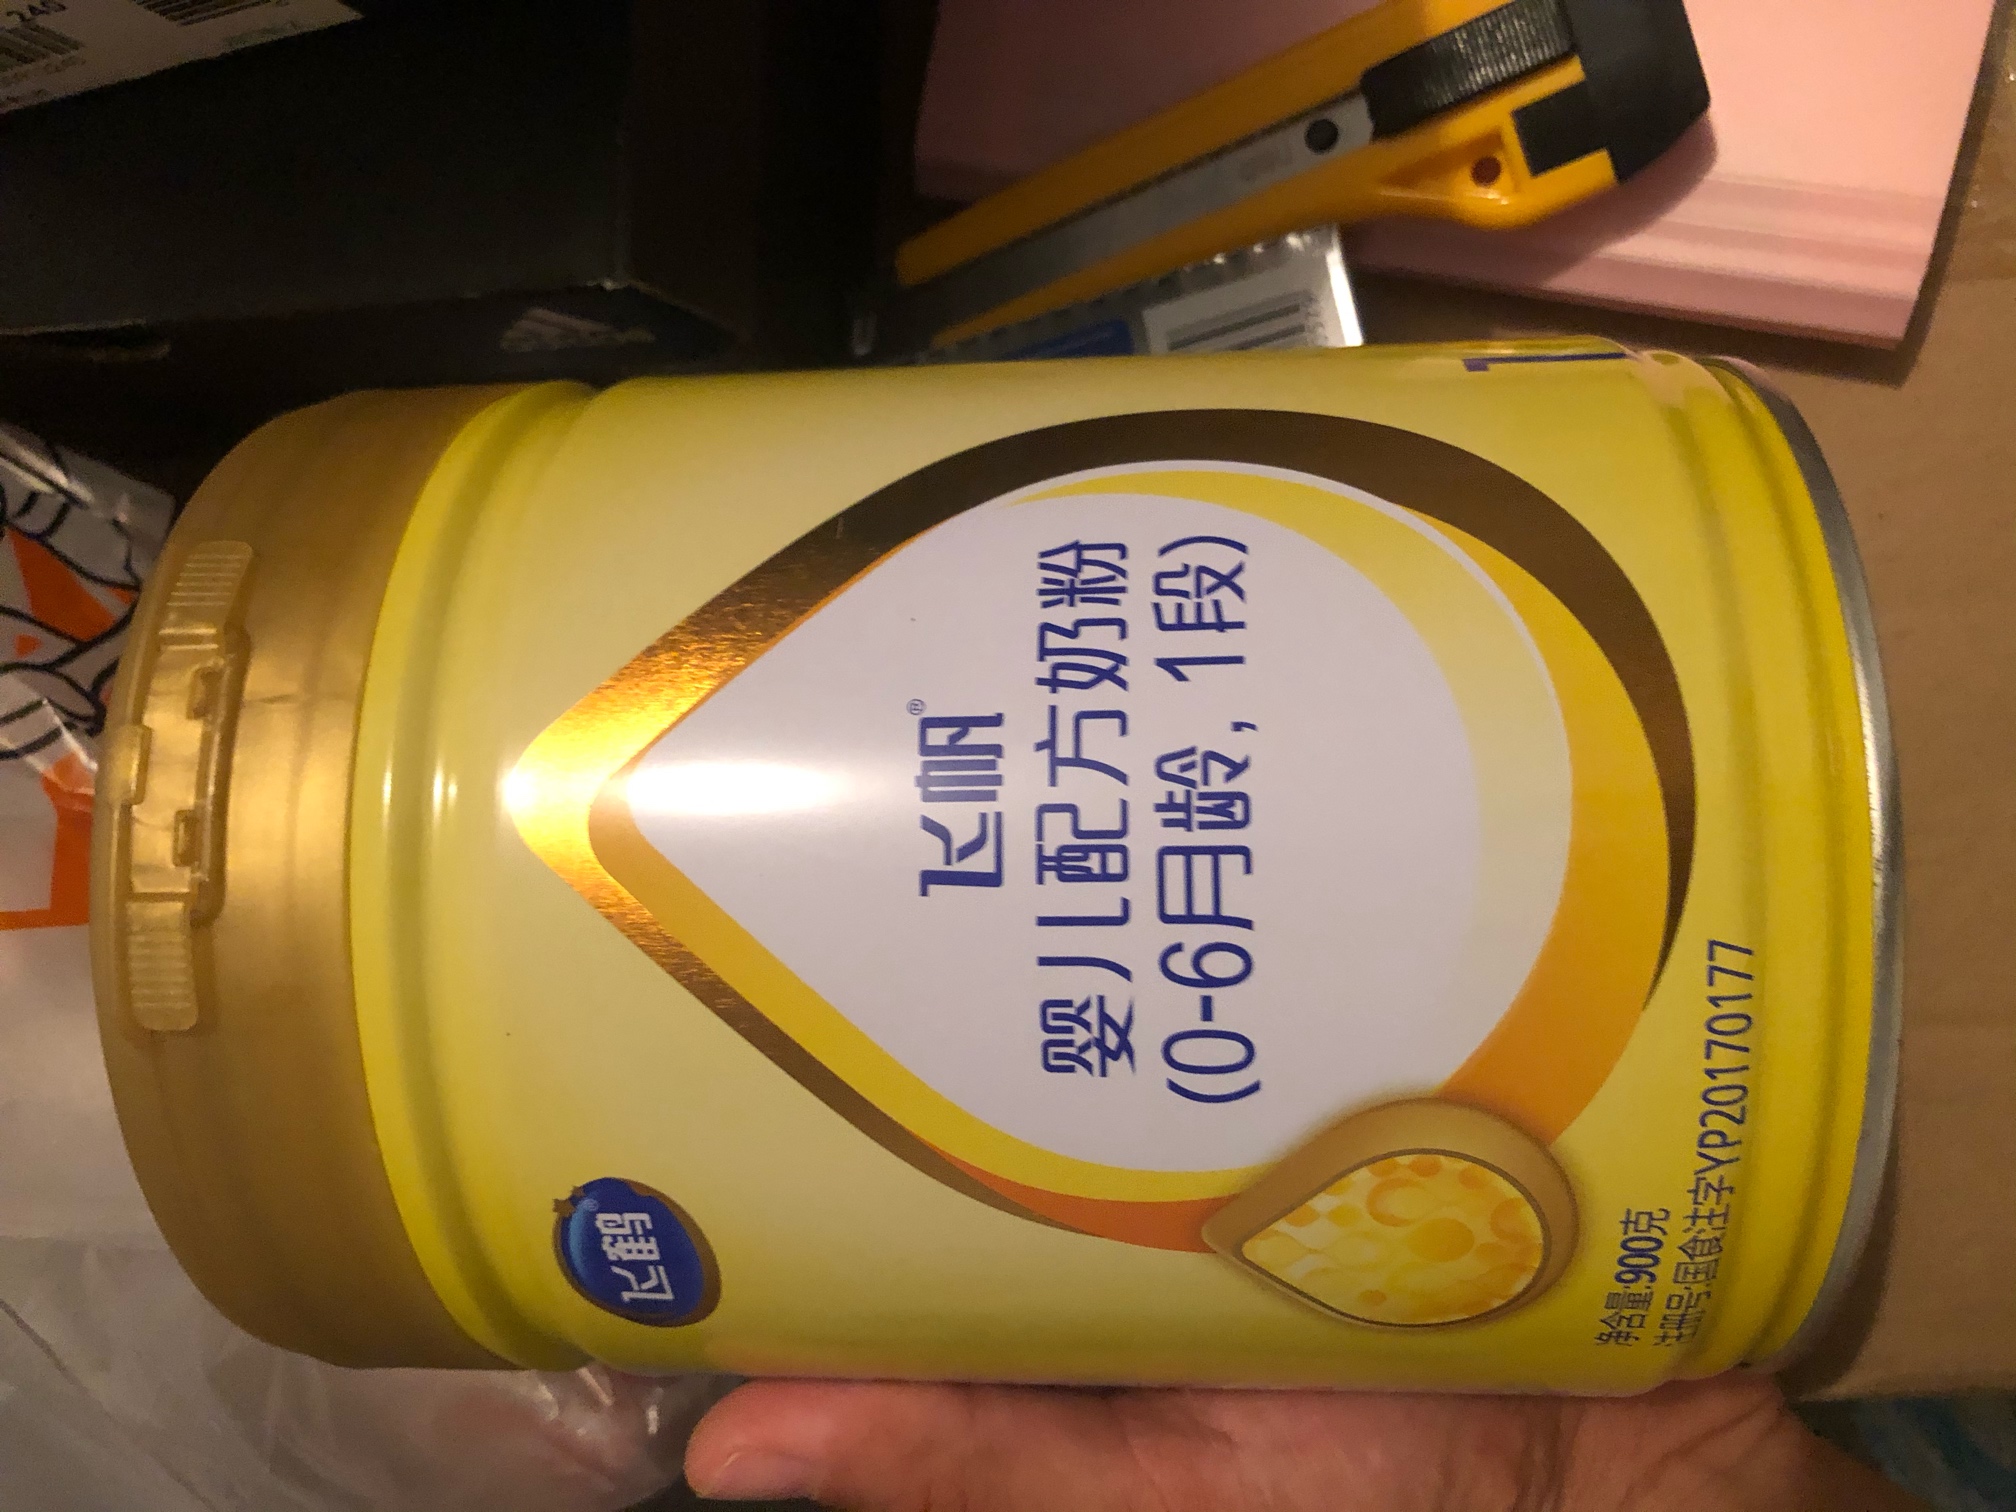 飞鹤®
飞帆®
婴儿配方奶粉
(0-6月龄，1段)
净含量:900克
注册号:国食注字YP20170177
1
240